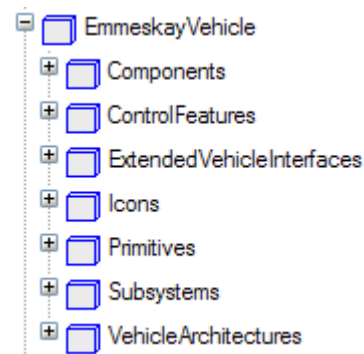 EmmeskayVehicle
Components
ControlFeatures
ExtendedVehicleInterfaces
Icons
Primitives
Subsystems
VehicleArchitectures